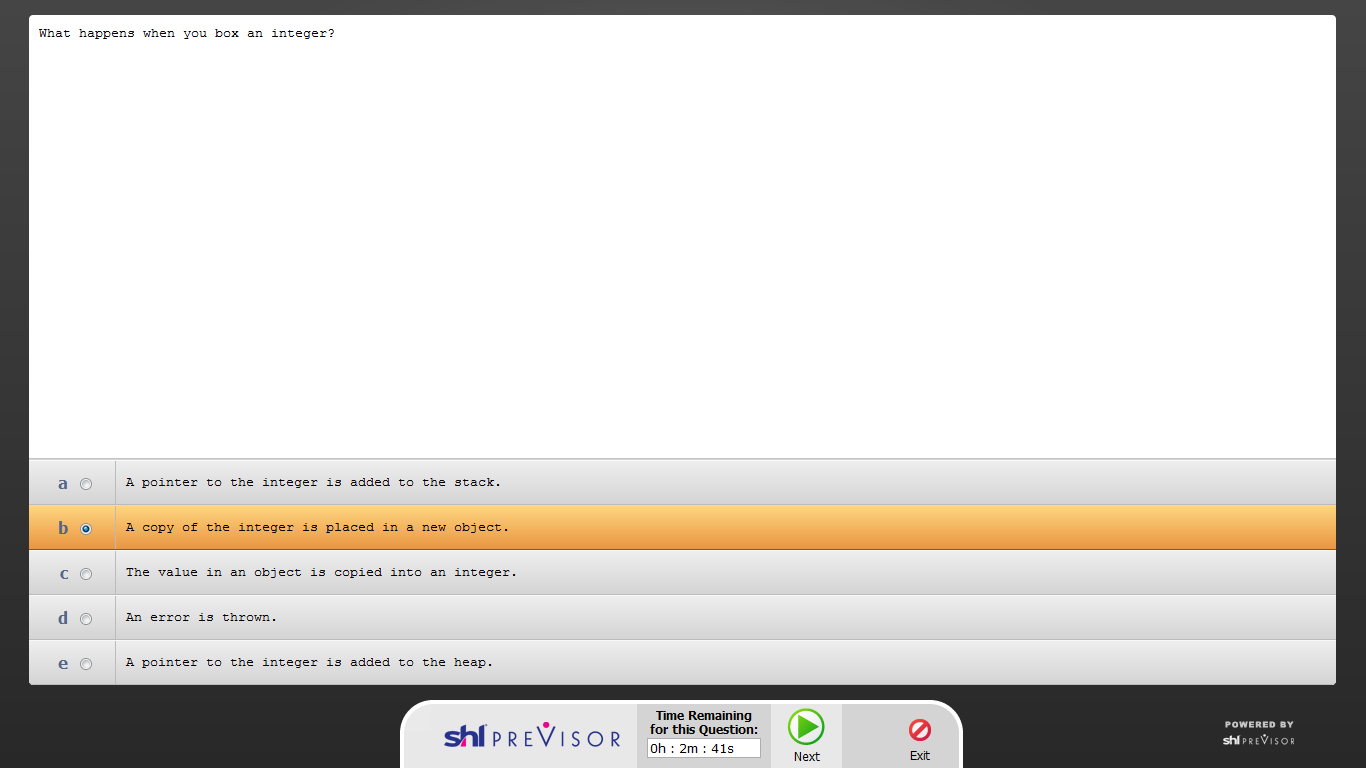 What happens when you box an integer?
a A pointer to the integer is added to the stack.
b A copy of the integer is placed in a new object.
c The value in an object is copied into an integer.
d An error is thrown.
e A pointer to the integer is added to the heap.
shl PREVISOR
Time Remaining
for this Question:
0h : 2m : 41s
Next
Exit
POWERED BY
shl PREVISOR